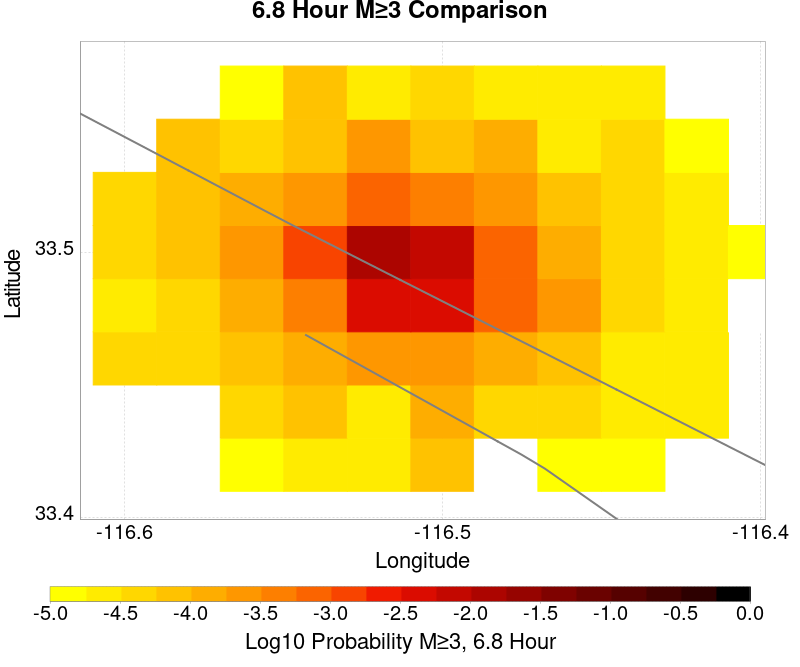 6.8 Hour M≥3 Comparison
Latitude
33.5
33.4
-116.6 -116.5 -116.4
Longitude
-5.0 -4.5 -4.0 -3.5 -3.0 -2.5 -2.0 -1.5 -1.0 -0.5 0.0
Log10 Probability M≥3, 6.8 Hour